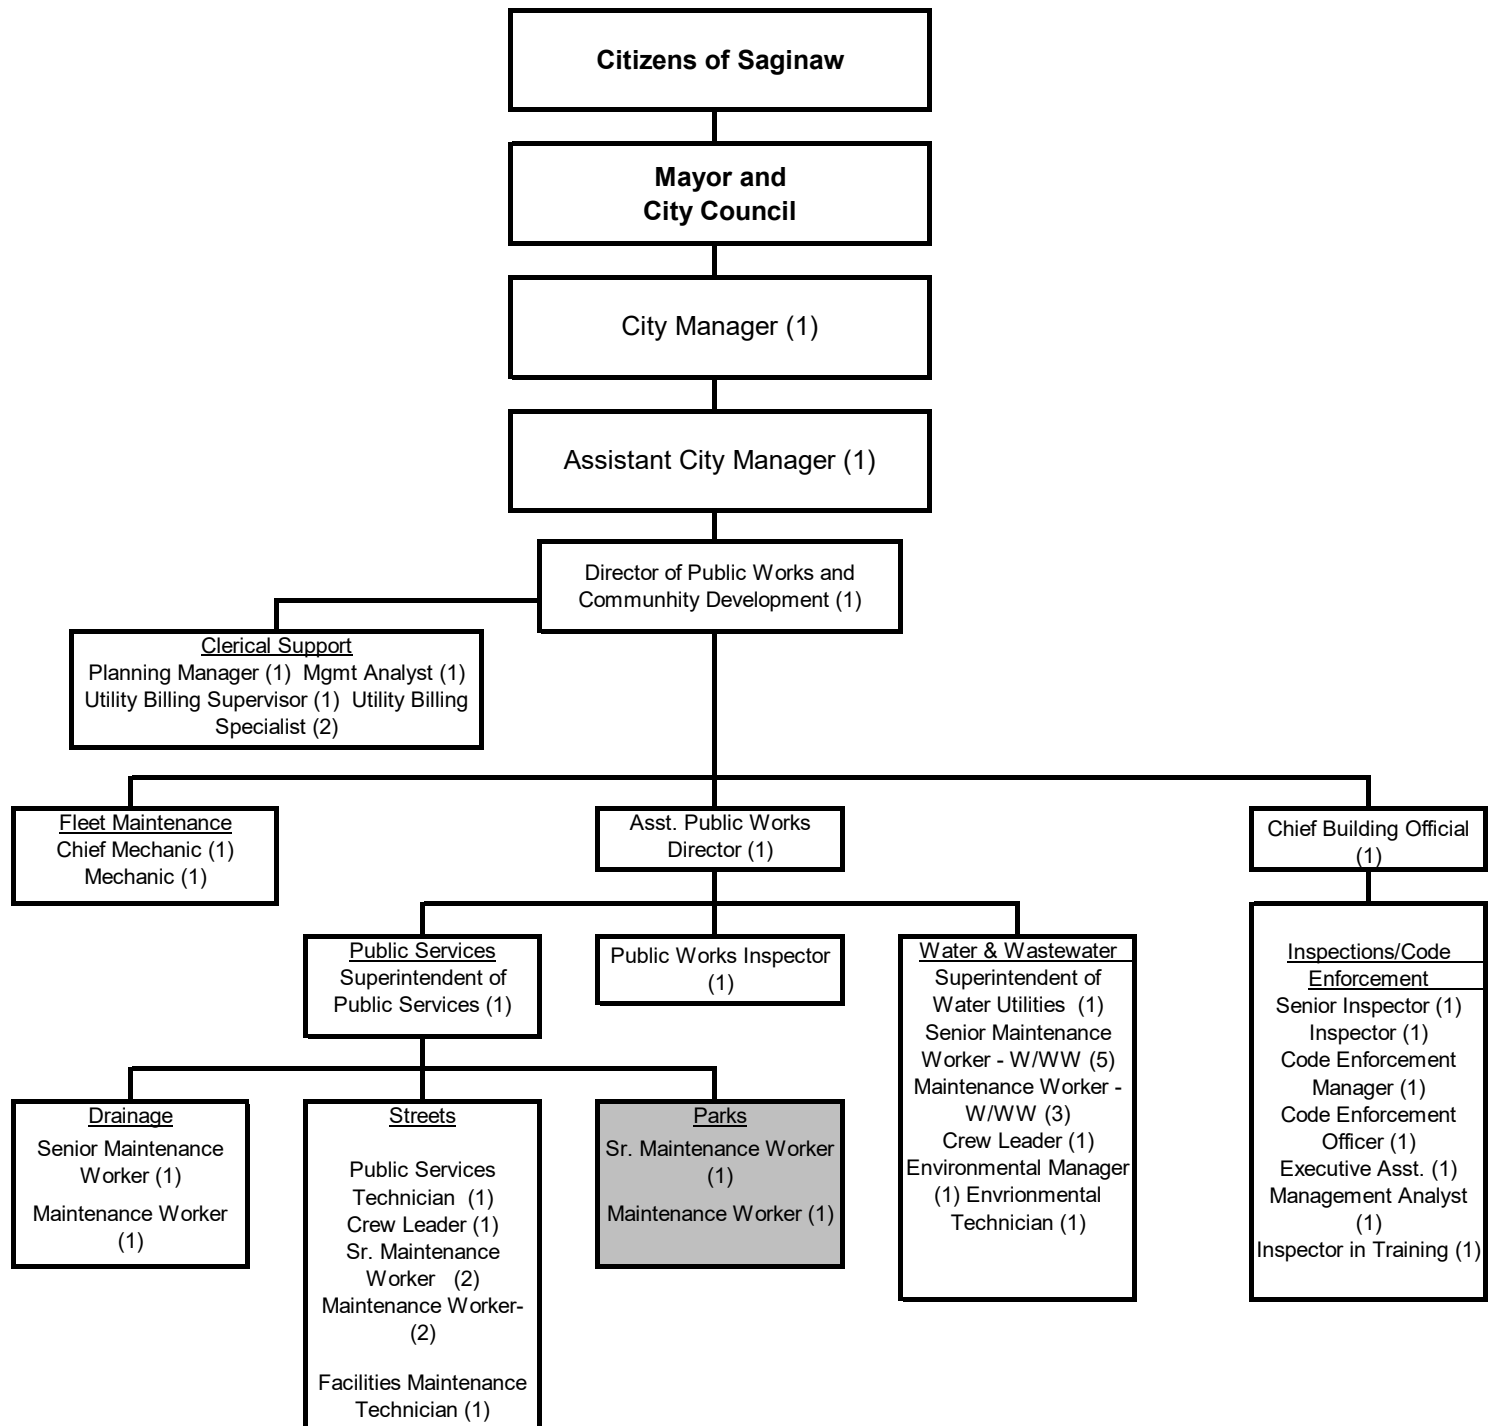 Citizens of Saginaw
Mayor and
City Council
City Manager (1)
Assistant City Manager (1)
Director of Public Works and
Communhity Development (1)
Clerical Support
Planning Manager (1)  Mgmt Analyst (1)
Utility Billing Supervisor (1)  Utility Billing
Specialist (2)
Fleet Maintenance
Chief Mechanic (1)
Mechanic (1)
Asst. Public Works
Director (1)
Chief Building Official
(1)
Public Services
Superintendent of
Public Services (1)
Public Works Inspector
(1)
Water & Wastewater
Superintendent of
Water Utilities  (1)
Senior Maintenance
Worker - W/WW (5)
Maintenance Worker -
W/WW (3)
Crew Leader (1)
Environmental Manager
(1) Envrionmental
Technician (1)
Inspections/Code
Enforcement
Senior Inspector (1)
Inspector (1)
Code Enforcement
Manager (1)
Code Enforcement
Officer (1)
Executive Asst. (1)
Management Analyst
(1)
Inspector in Training (1)
Drainage
Senior Maintenance
Worker (1)
Maintenance Worker
(1)
Streets
Public Services
Technician  (1)
Crew Leader (1)
Sr. Maintenance
Worker   (2)
Maintenance Worker-
(2)
Facilities Maintenance
Technician (1)
Parks
Sr. Maintenance Worker
(1)
Maintenance Worker (1)